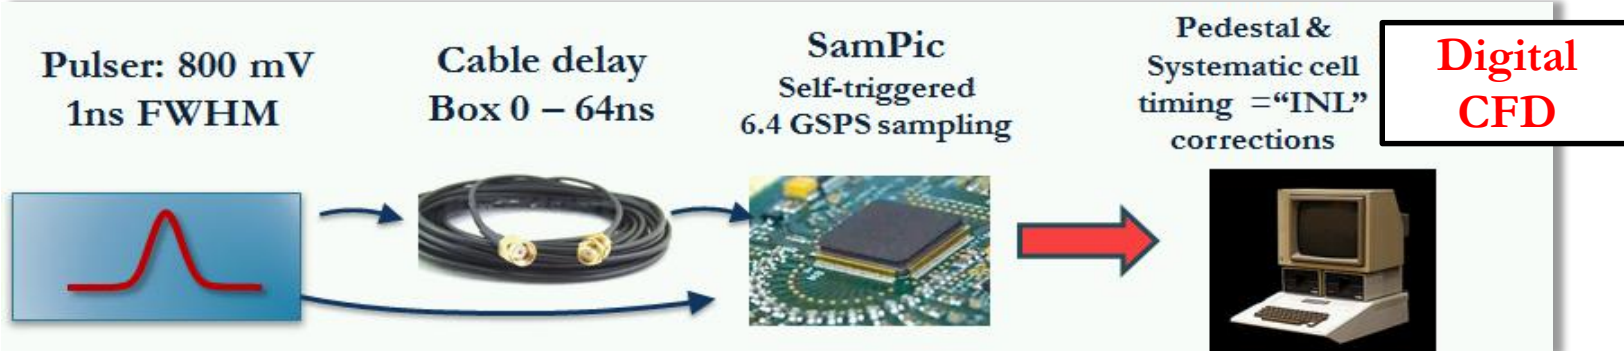 Pulser: 800 mV
1ns FWHM
Cable delay
Box 0 – 64ns
SamPic
Self-triggered
6.4 GSPS sampling
Pedestal &
Systematic cell
timing =“INL”
corrections
Digital
CFD